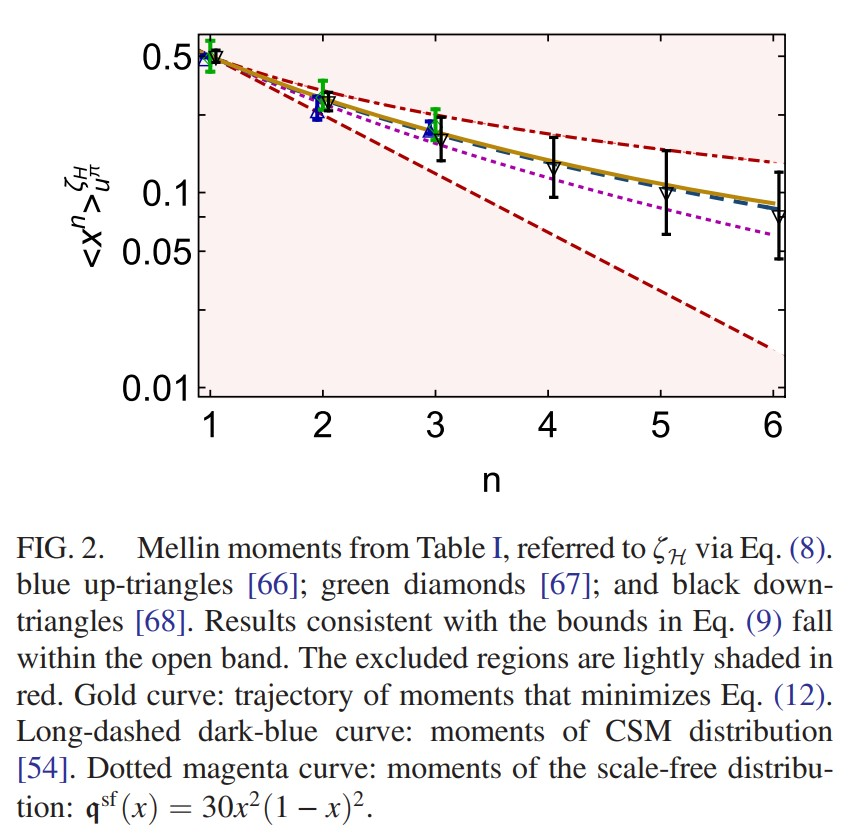 0.5
0.1
0.05
0.01
<xⁿ>ᵤπ^ζH
1 2 3 4 5 6
n
FIG. 2. Mellin moments from Table I, referred to ζ_ℋ via Eq. (8).
blue up-triangles [66]; green diamonds [67]; and black down-
triangles [68]. Results consistent with the bounds in Eq. (9) fall
within the open band. The excluded regions are lightly shaded in
red. Gold curve: trajectory of moments that minimizes Eq. (12).
Long-dashed dark-blue curve: moments of CSM distribution
[54]. Dotted magenta curve: moments of the scale-free distribu-
tion: 𝔮^sf(x) = 30x²(1 − x)².